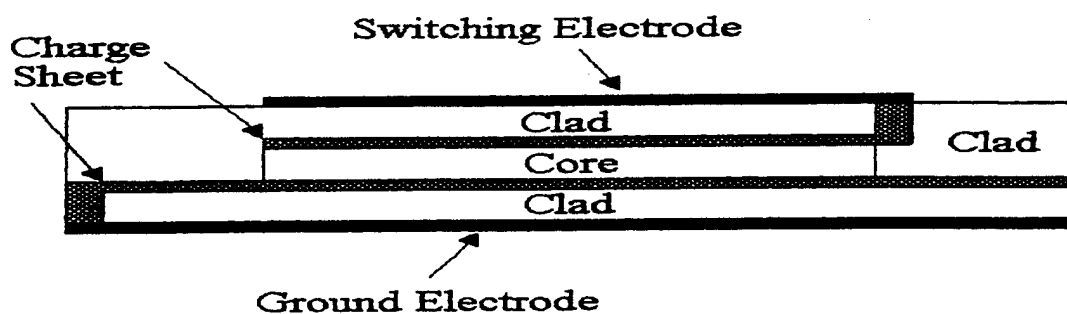 Switching Electrode
Charge
Sheet
Clad
Clad
Core
Clad
Ground Electrode